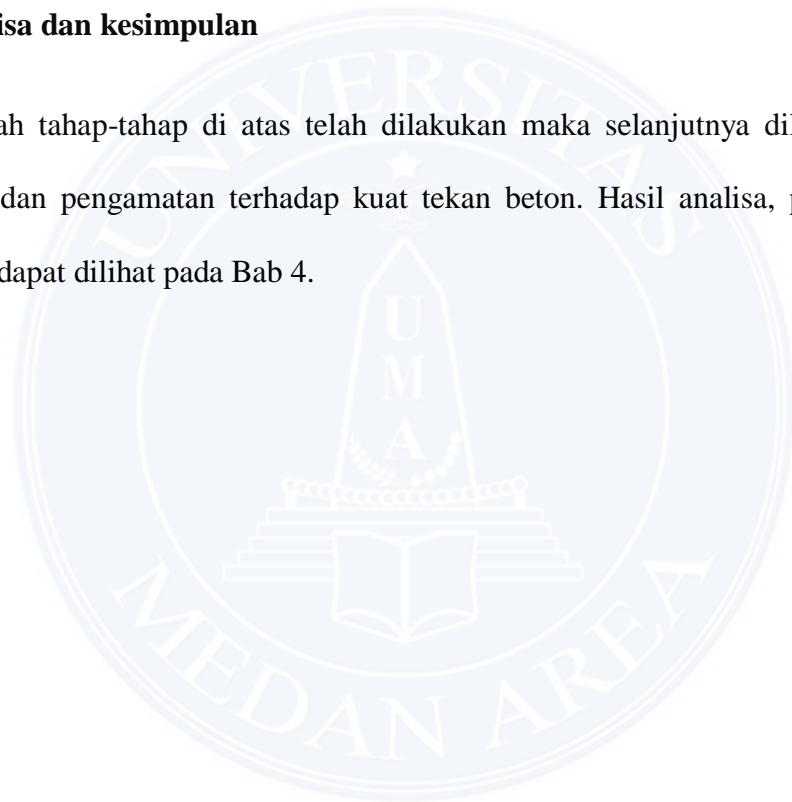 isa dan kesimpulan
ah tahap-tahap di atas telah dilakukan maka selanjutnya dil
dan pengamatan terhadap kuat tekan beton. Hasil analisa, p
dapat dilihat pada Bab 4.
UNIVERSITAS
U
M
A
MEDAN AREA